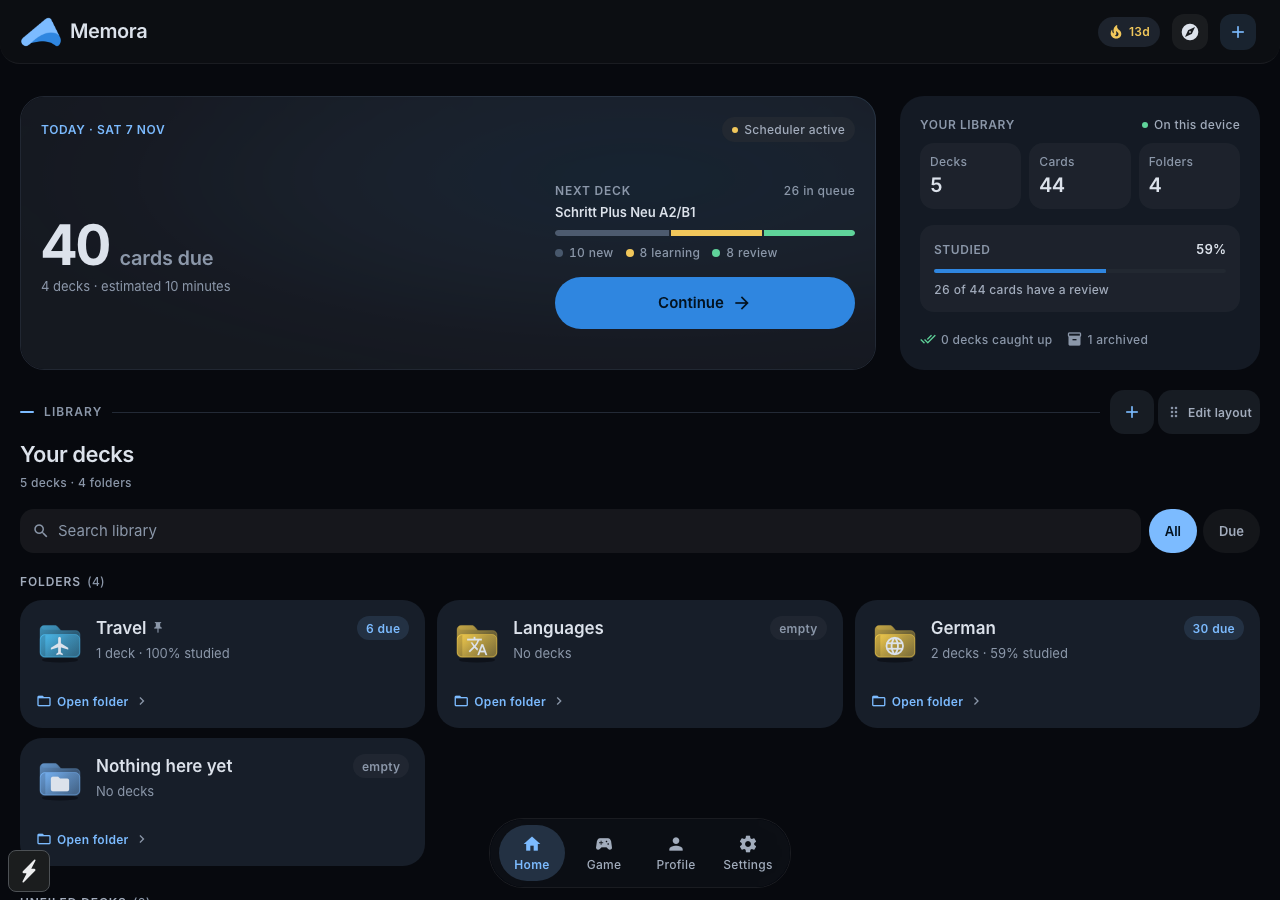 Memora
13d
TODAY · SAT 7 NOV
Scheduler active
40 cards due
4 decks · estimated 10 minutes
NEXT DECK
26 in queue
Schritt Plus Neu A2/B1
10 new
8 learning
8 review
Continue
YOUR LIBRARY
On this device
Decks
5
Cards
44
Folders
4
STUDIED
59%
26 of 44 cards have a review
0 decks caught up
1 archived
LIBRARY
Edit layout
Your decks
5 decks · 4 folders
Search library
All
Due
FOLDERS (4)
Travel
6 due
1 deck · 100% studied
Open folder
Languages
empty
No decks
Open folder
German
30 due
2 decks · 59% studied
Open folder
Nothing here yet
empty
No decks
Open folder
Home
Game
Profile
Settings